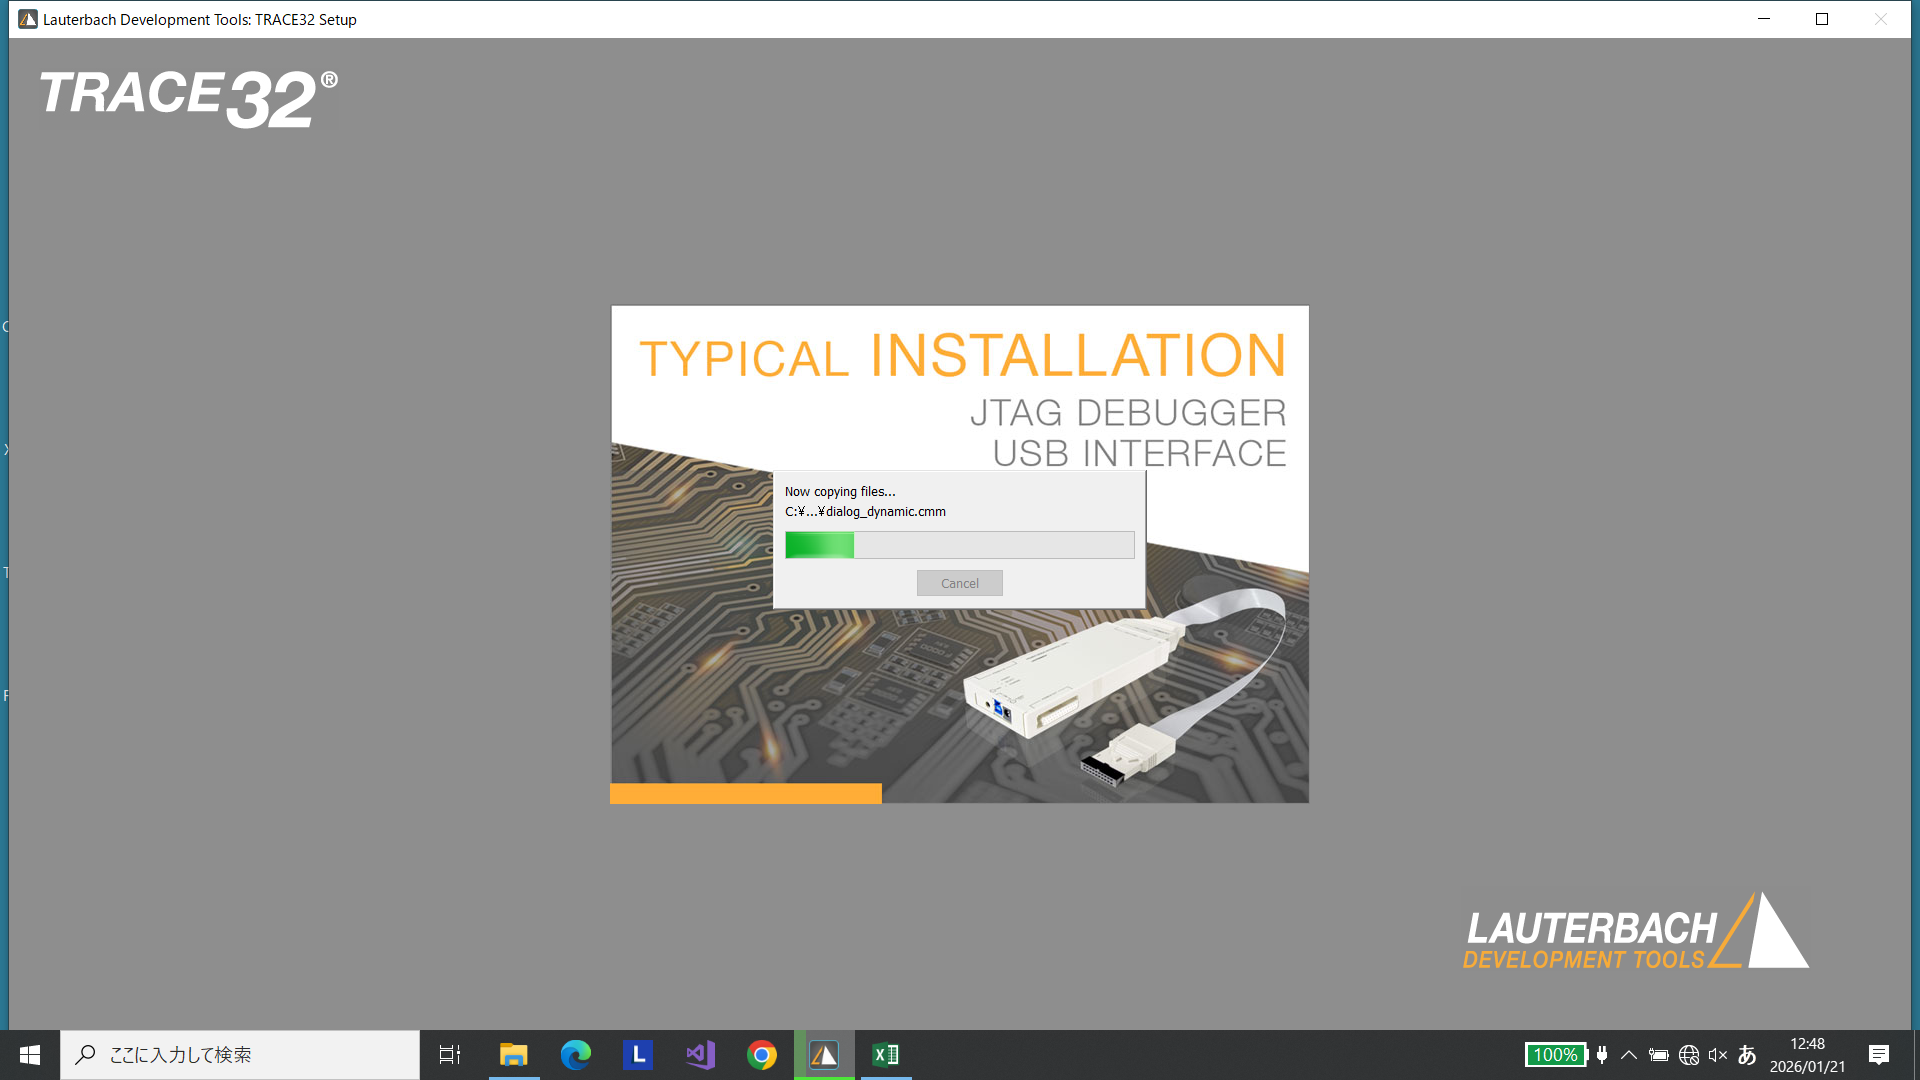 Lauterbach Development Tools: TRACE32 Setup
TRACE32®
TYPICAL INSTALLATION
JTAG DEBUGGER
USB INTERFACE
Now copying files...
C:¥...¥dialog_dynamic.cmm
Cancel
LAUTERBACH
DEVELOPMENT TOOLS
ここに入力して検索
L
100%
あ
12:48
2026/01/21